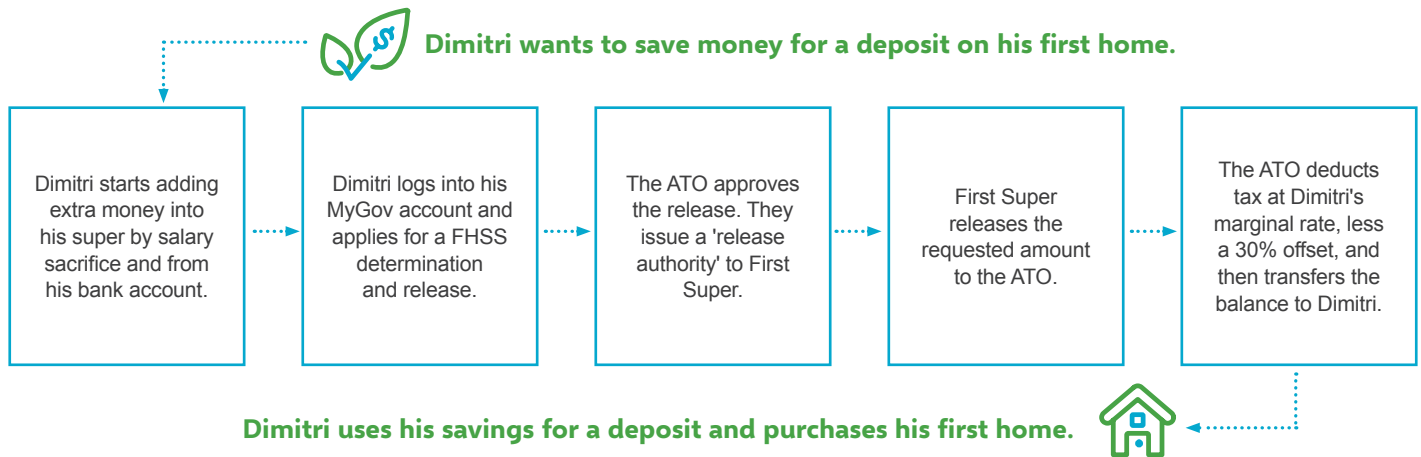 $
Dimitri wants to save money for a deposit on his first home.
Dimitri starts adding
extra money into
his super by salary
sacrifice and from
his bank account.
Dimitri logs into his
MyGov account and
applies for a FHSS
determination
and release.
The ATO approves
the release. They
issue a 'release
authority' to First
Super.
First Super
releases the
requested amount
to the ATO.
The ATO deducts
tax at Dimitri's
marginal rate, less
a 30% offset, and
then transfers the
balance to Dimitri.
Dimitri uses his savings for a deposit and purchases his first home.